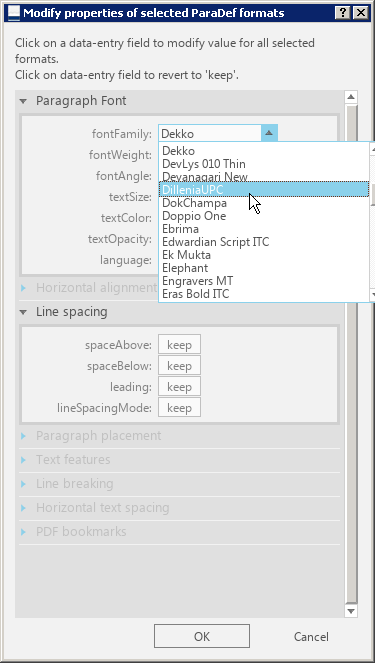 Modify properties of selected ParaDef formats
Click on a data-entry field to modify value for all selected
formats.
Click on data-entry field to revert to 'keep'.
Paragraph Font
fontFamily: Dekko
fontWeight:
fontAngle:
textSize:
textColor:
textOpacity:
language:
Dekko
DevLys 010 Thin
Devanagari New
DilleniaUPC
DokChampa
Doppio One
Ebrima
Edwardian Script ITC
Ek Mukta
Elephant
Engravers MT
Eras Bold ITC
Horizontal alignment
Line spacing
spaceAbove: keep
spaceBelow: keep
leading: keep
lineSpacingMode: keep
Paragraph placement
Text features
Line breaking
Horizontal text spacing
PDF bookmarks
OK Cancel